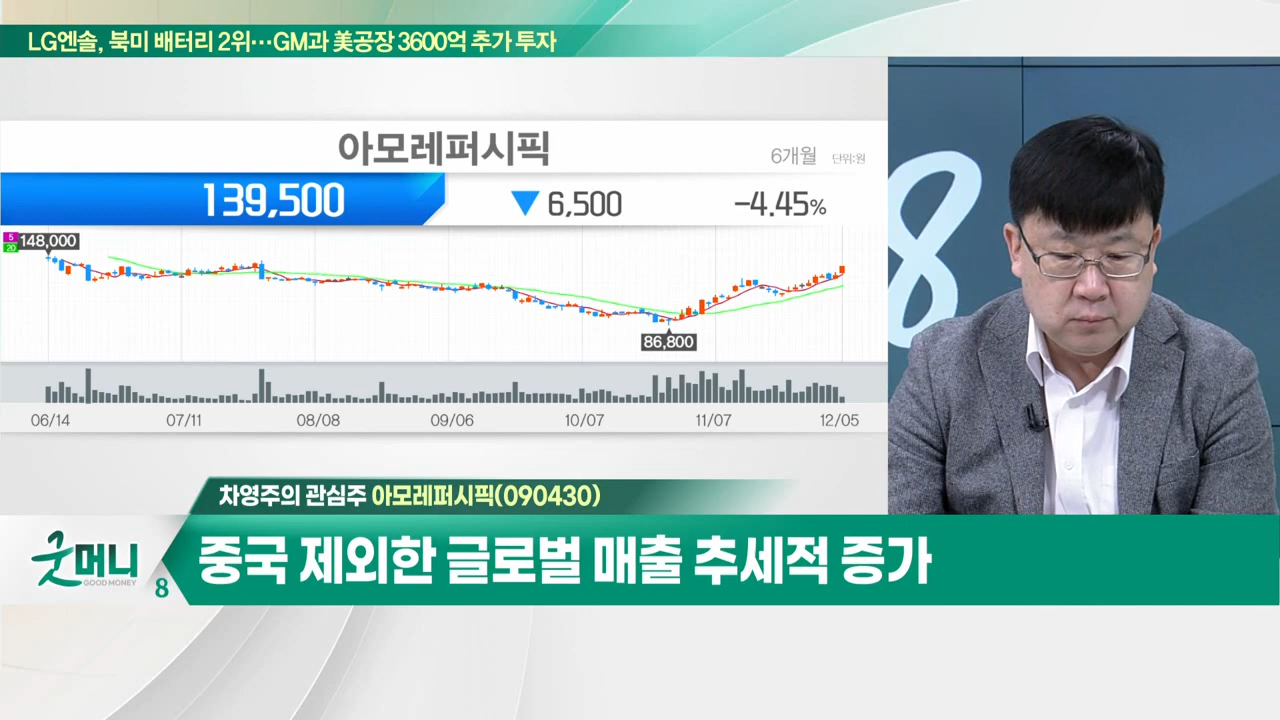 LG엔솔, 북미 배터리 2위…GM과 美공장 3600억 추가 투자
아모레퍼시픽
6개월 단위:원
139,500 ▼ 6,500 -4.45%
5
20
148,000
86,800
06/14 07/11 08/08 09/06 10/07 11/07 12/05
8
차영주의 관심주 아모레퍼시픽(090430)
굿머니
GOOD MONEY
8
중국 제외한 글로벌 매출 추세적 증가